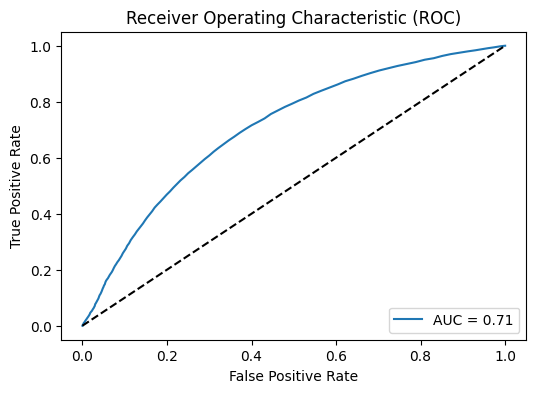 Receiver Operating Characteristic (ROC)
True Positive Rate
1.0
0.8
0.6
0.4
0.2
0.0
AUC = 0.71
0.0 0.2 0.4 0.6 0.8 1.0
False Positive Rate